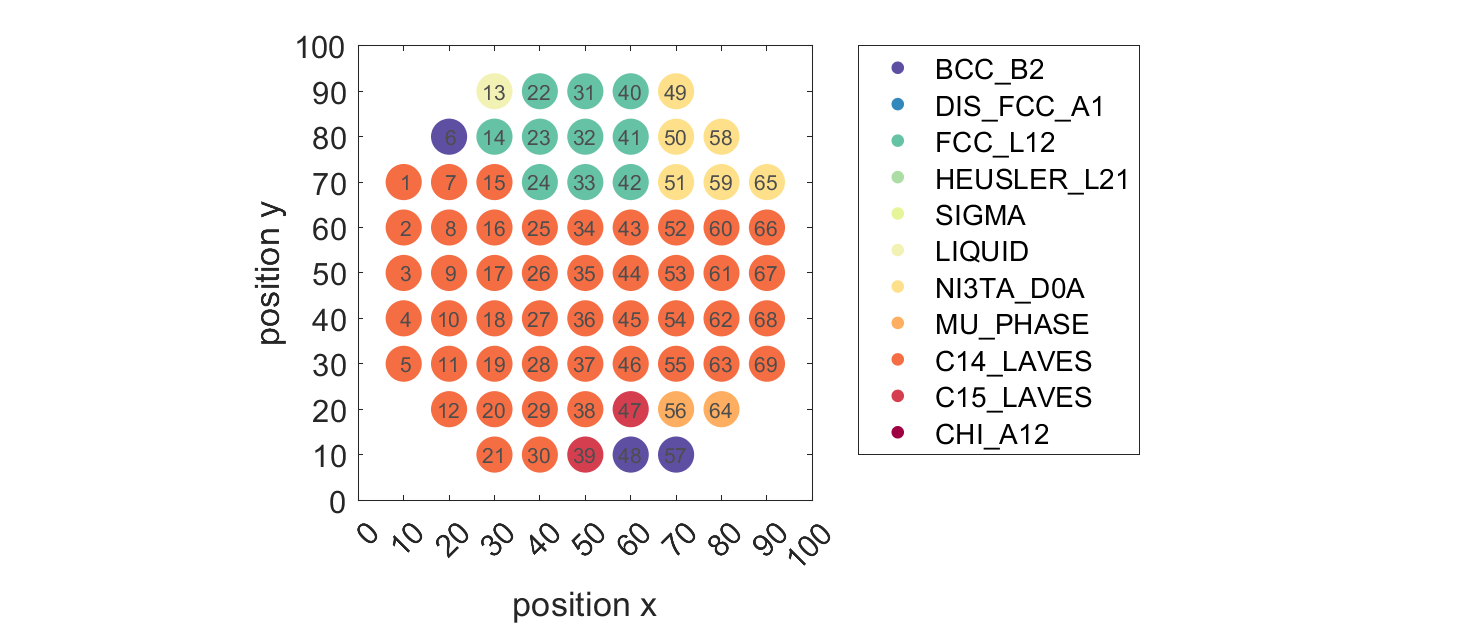 100
90
80
70
60
50
40
30
20
10
0
13 22 31 40 49
6 14 23 32 41 50 58
1 7 15 24 33 42 51 59 65
2 8 16 25 34 43 52 60 66
3 9 17 26 35 44 53 61 67
4 10 18 27 36 45 54 62 68
5 11 19 28 37 46 55 63 69
12 20 29 38 47 56 64
21 30 39 48 57
0 10 20 30 40 50 60 70 80 90 100
position x
position y
BCC_B2
DIS_FCC_A1
FCC_L12
HEUSLER_L21
SIGMA
LIQUID
NI3TA_D0A
MU_PHASE
C14_LAVES
C15_LAVES
CHI_A12